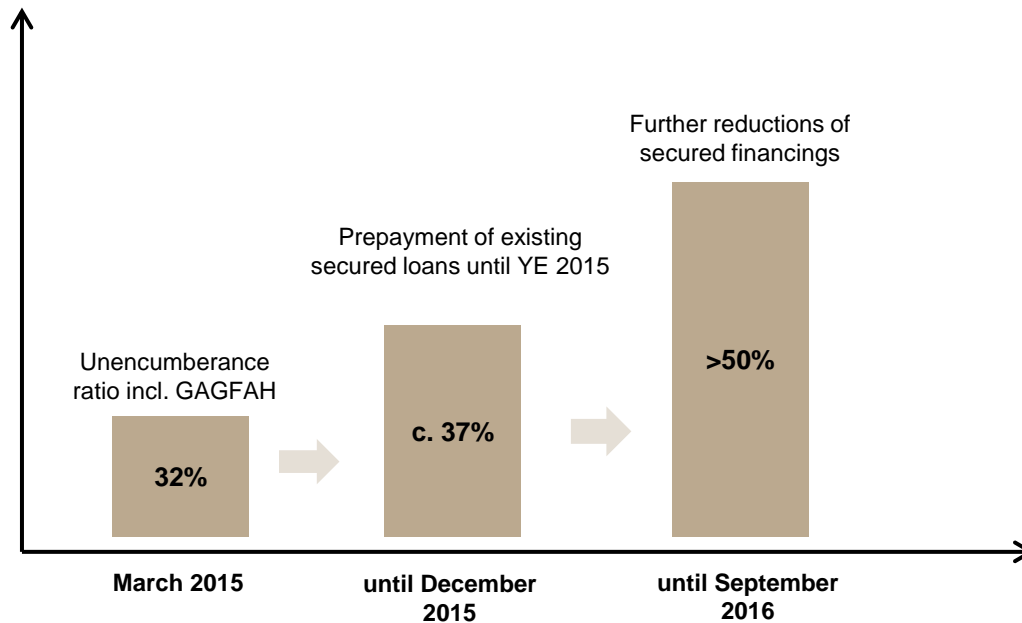 Further reductions of
secured financings
Prepayment of existing
secured loans until YE 2015
Unencumberance
ratio incl. GAGFAH
>50%
c. 37%
32%
March 2015
until December
2015
until September
2016